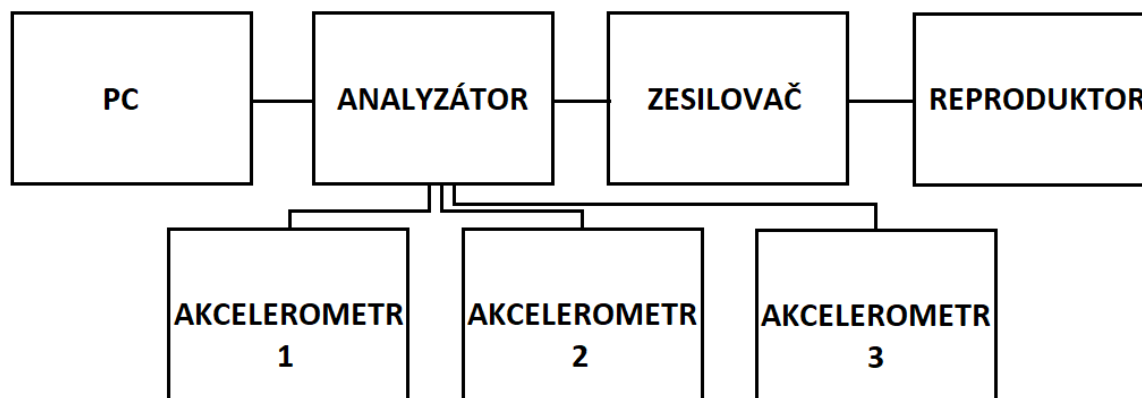 PC
ANALYZÁTOR
ZESILOVAČ
REPRODUKTOR
AKCELEROMETR
1
AKCELEROMETR
2
AKCELEROMETR
3